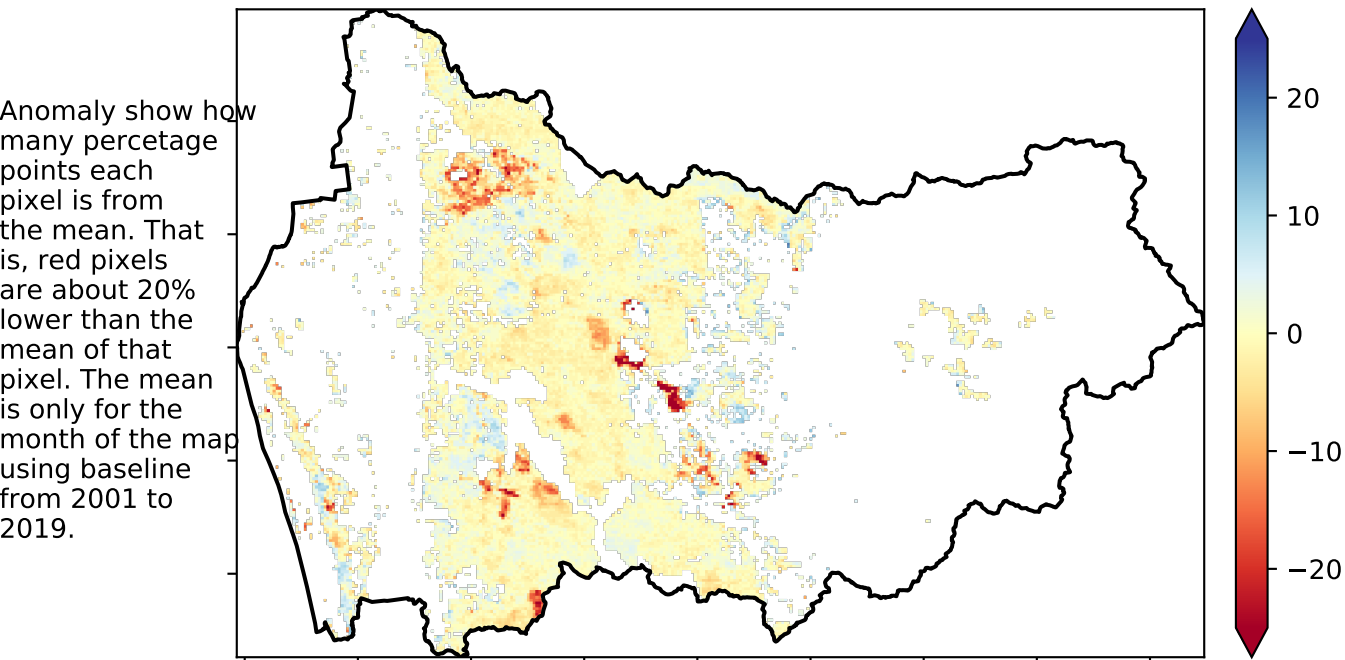 Anomaly show how
many percetage
points each
pixel is from
the mean. That
is, red pixels
are about 20%
lower than the
mean of that
pixel. The mean
is only for the
month of the map
using baseline
from 2001 to
2019.
20
10
0
−10
−20